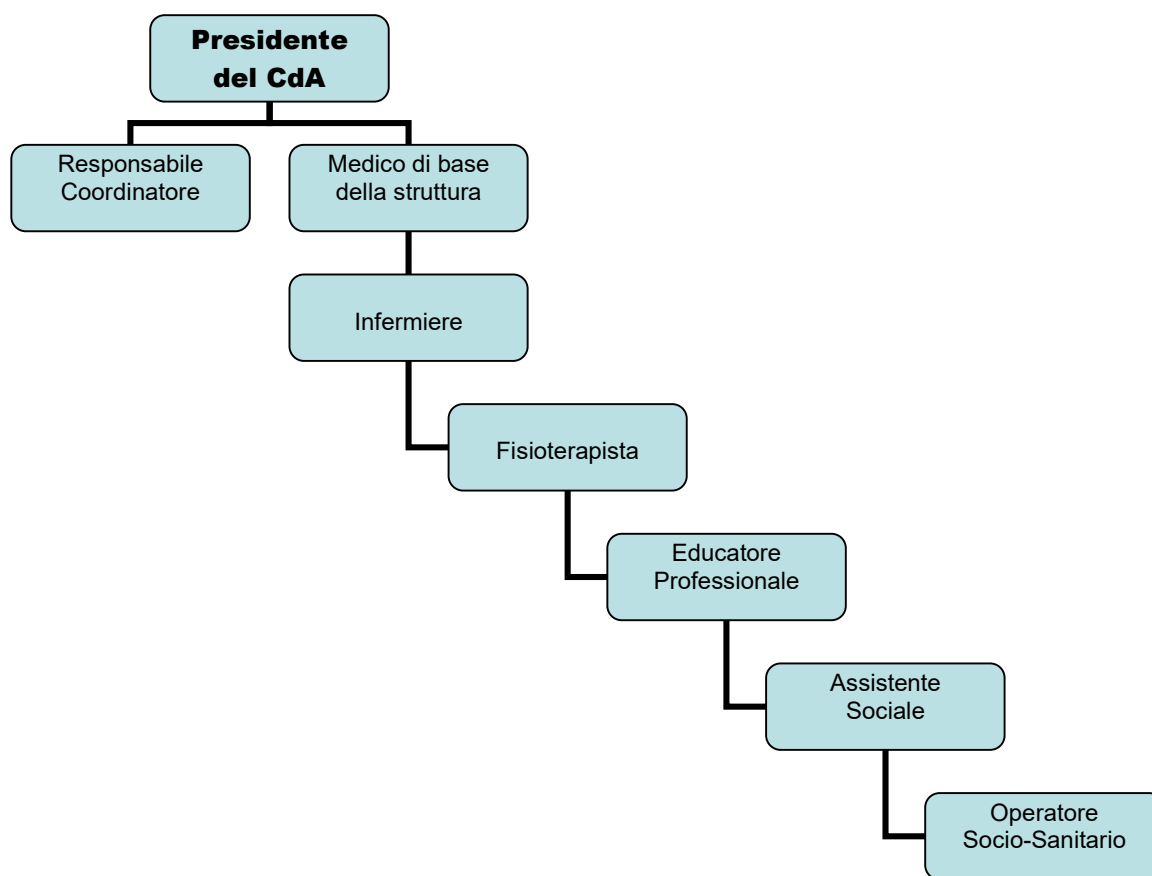 Presidente
del CdA
Responsabile
Coordinatore
Medico di base
della struttura
Infermiere
Fisioterapista
Educatore
Professionale
Assistente
Sociale
Operatore
Socio-Sanitario